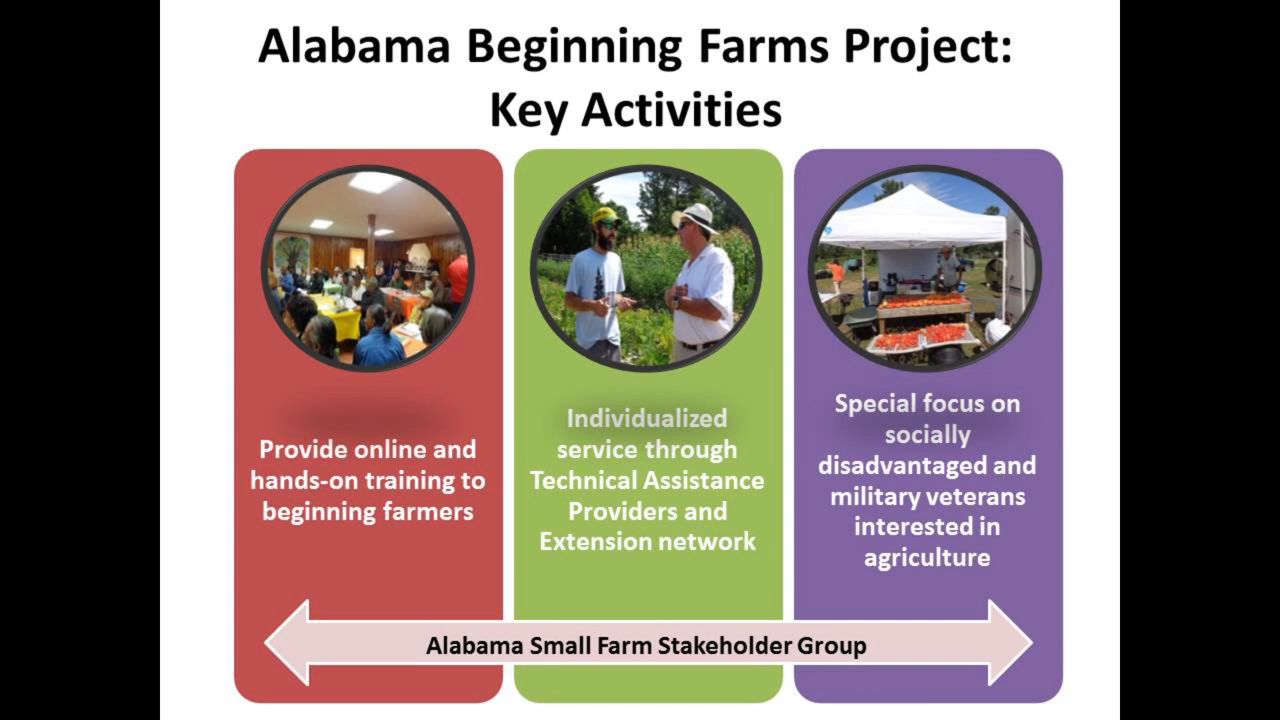 Alabama Beginning Farms Project:
Key Activities
Provide online and
hands-on training to
beginning farmers
Individualized
service through
Technical Assistance
Providers and
Extension network
Special focus on
socially
disadvantaged and
military veterans
interested in
agriculture
Alabama Small Farm Stakeholder Group